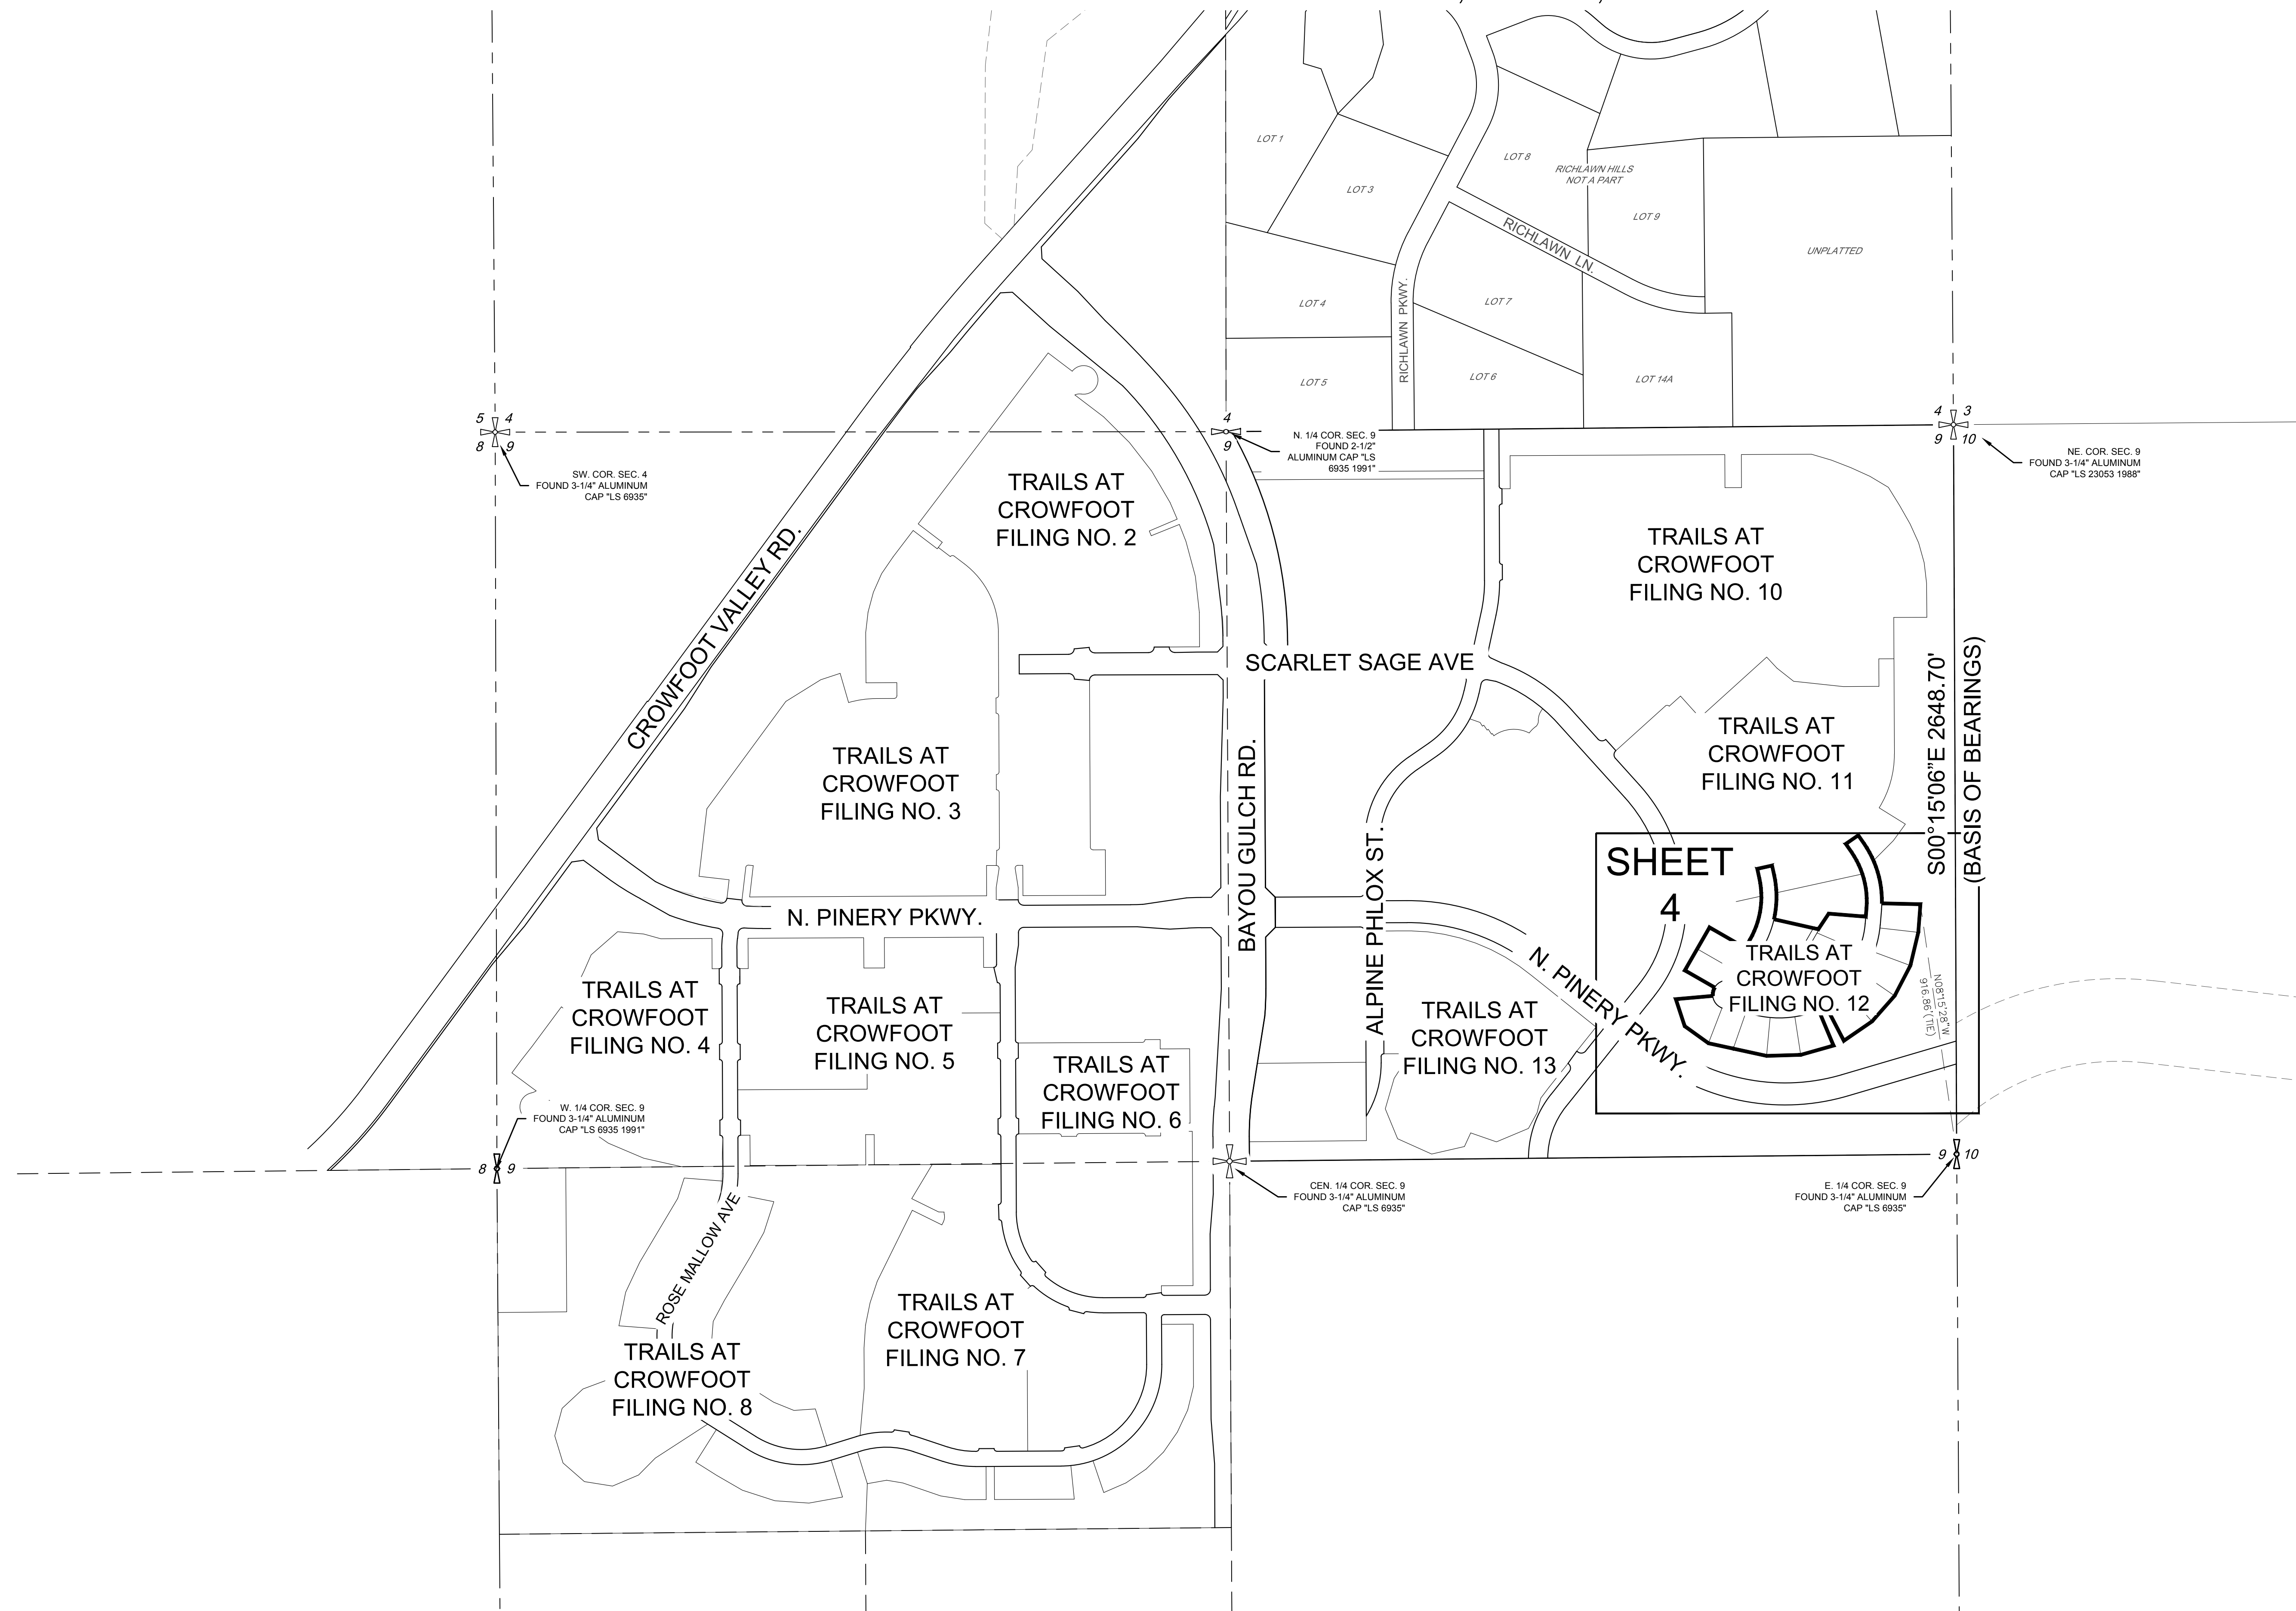 LOT 1
LOT 3
LOT 8
RICHLAWN HILLS
NOT A PART
LOT 9
RICHLAWN LN.
UNPLATTED
LOT 4
RICHLAWN PKWY.
LOT 7
LOT 5
LOT 6
LOT 14A
5 4
8 9
SW. COR. SEC. 4
FOUND 3-1/4" ALUMINUM
CAP "LS 6935"
4
9
N. 1/4 COR. SEC. 9
FOUND 2-1/2"
ALUMINUM CAP "LS
6935 1991"
4 3
9 10
NE. COR. SEC. 9
FOUND 3-1/4" ALUMINUM
CAP "LS 23053 1988"
TRAILS AT
CROWFOOT
FILING NO. 2
TRAILS AT
CROWFOOT
FILING NO. 10
CROWFOOT VALLEY RD.
SCARLET SAGE AVE
TRAILS AT
CROWFOOT
FILING NO. 3
BAYOU GULCH RD.
TRAILS AT
CROWFOOT
FILING NO. 11
S00°15'06"E 2648.70'
(BASIS OF BEARINGS)
ALPINE PHLOX ST.
SHEET
4
N. PINERY PKWY.
N. PINERY PKWY.
TRAILS AT
CROWFOOT
FILING NO. 12
N08°15'28"W
916.86'(TIE)
TRAILS AT
CROWFOOT
FILING NO. 4
TRAILS AT
CROWFOOT
FILING NO. 5
TRAILS AT
CROWFOOT
FILING NO. 6
TRAILS AT
CROWFOOT
FILING NO. 13
W. 1/4 COR. SEC. 9
FOUND 3-1/4" ALUMINUM
CAP "LS 6935 1991"
8 9
9 10
CEN. 1/4 COR. SEC. 9
FOUND 3-1/4" ALUMINUM
CAP "LS 6935"
E. 1/4 COR. SEC. 9
FOUND 3-1/4" ALUMINUM
CAP "LS 6935"
ROSE MALLOW AVE
TRAILS AT
CROWFOOT
FILING NO. 7
TRAILS AT
CROWFOOT
FILING NO. 8